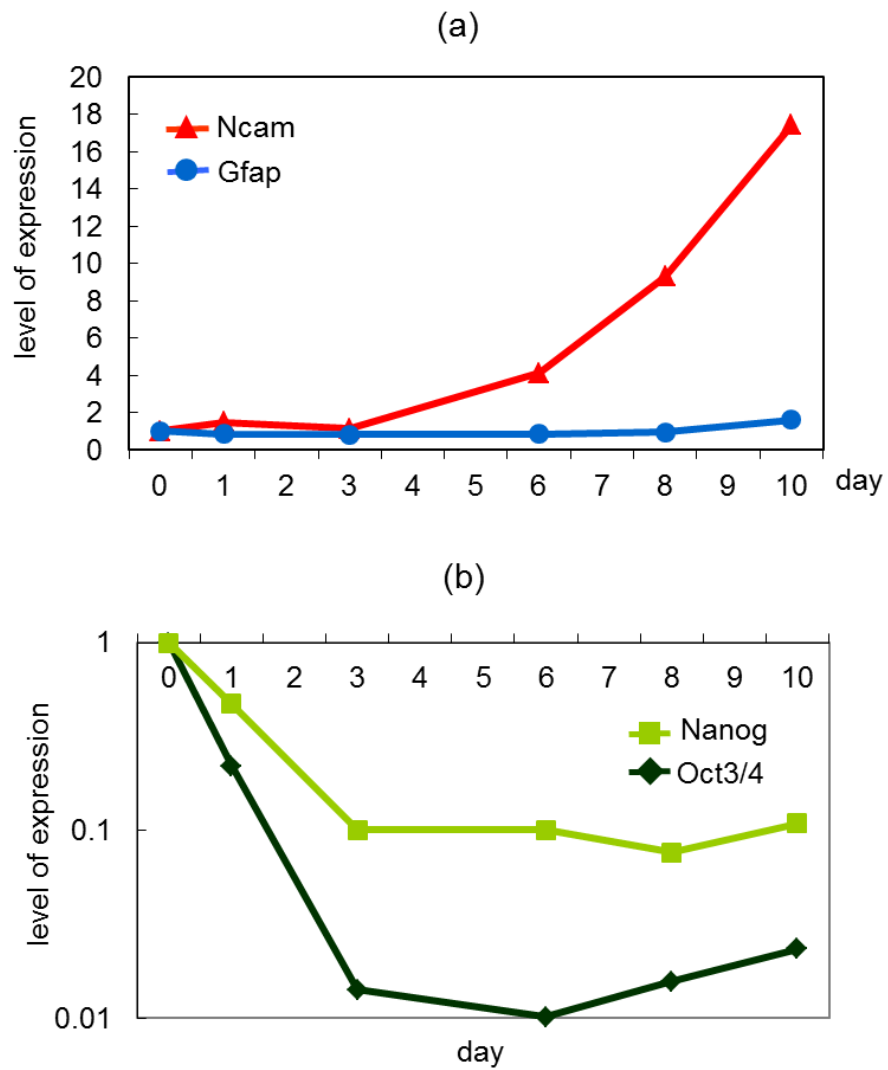 (a)
level of expression
20
18
16
14
12
10
8
6
4
2
0
Ncam
Gfap
0 1 2 3 4 5 6 7 8 9 10 day
(b)
level of expression
1
0.1
0.01
0 1 2 3 4 5 6 7 8 9 10
Nanog
Oct3/4
day